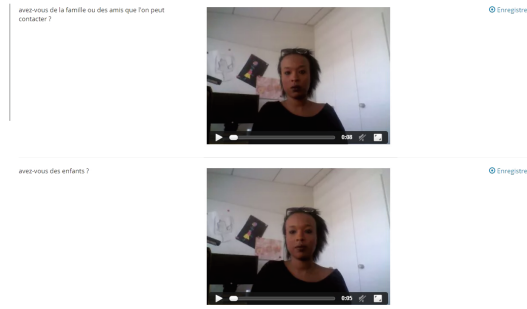 avez-vous de la famille ou des amis que l'on peut
contacter ?
Enregistre
0:08
avez-vous des enfants ?
Enregistre
0:05